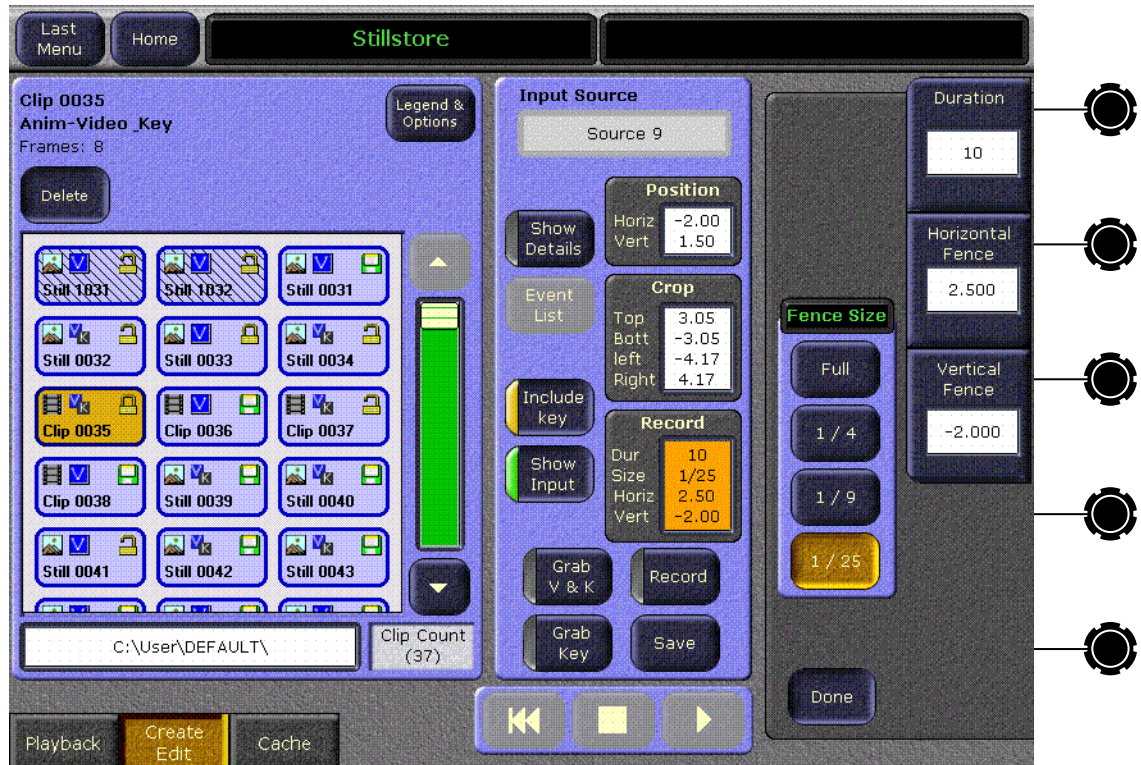 Last
Menu
Home
Stillstore
Clip 0035
Anim-Video _Key
Frames: 8
Legend &
Options
Delete
Still 1031
Still 1032
Still 0031
Still 0032
Still 0033
Still 0034
Clip 0035
Clip 0036
Clip 0037
Clip 0038
Still 0039
Still 0040
Still 0041
Still 0042
Still 0043
C:\User\DEFAULT\
Clip Count
(37)
Input Source
Source 9
Show
Details
Event
List
Include
key
Show
Input
Position
Horiz -2.00
Vert 1.50
Crop
Top 3.05
Bott -3.05
left -4.17
Right 4.17
Record
Dur 10
Size 1/25
Horiz 2.50
Vert -2.00
Grab
V & K
Record
Grab
Key
Save
Fence Size
Full
1 / 4
1 / 9
1 / 25
Done
Duration
10
Horizontal
Fence
2.500
Vertical
Fence
-2.000
Playback
Create
Edit
Cache